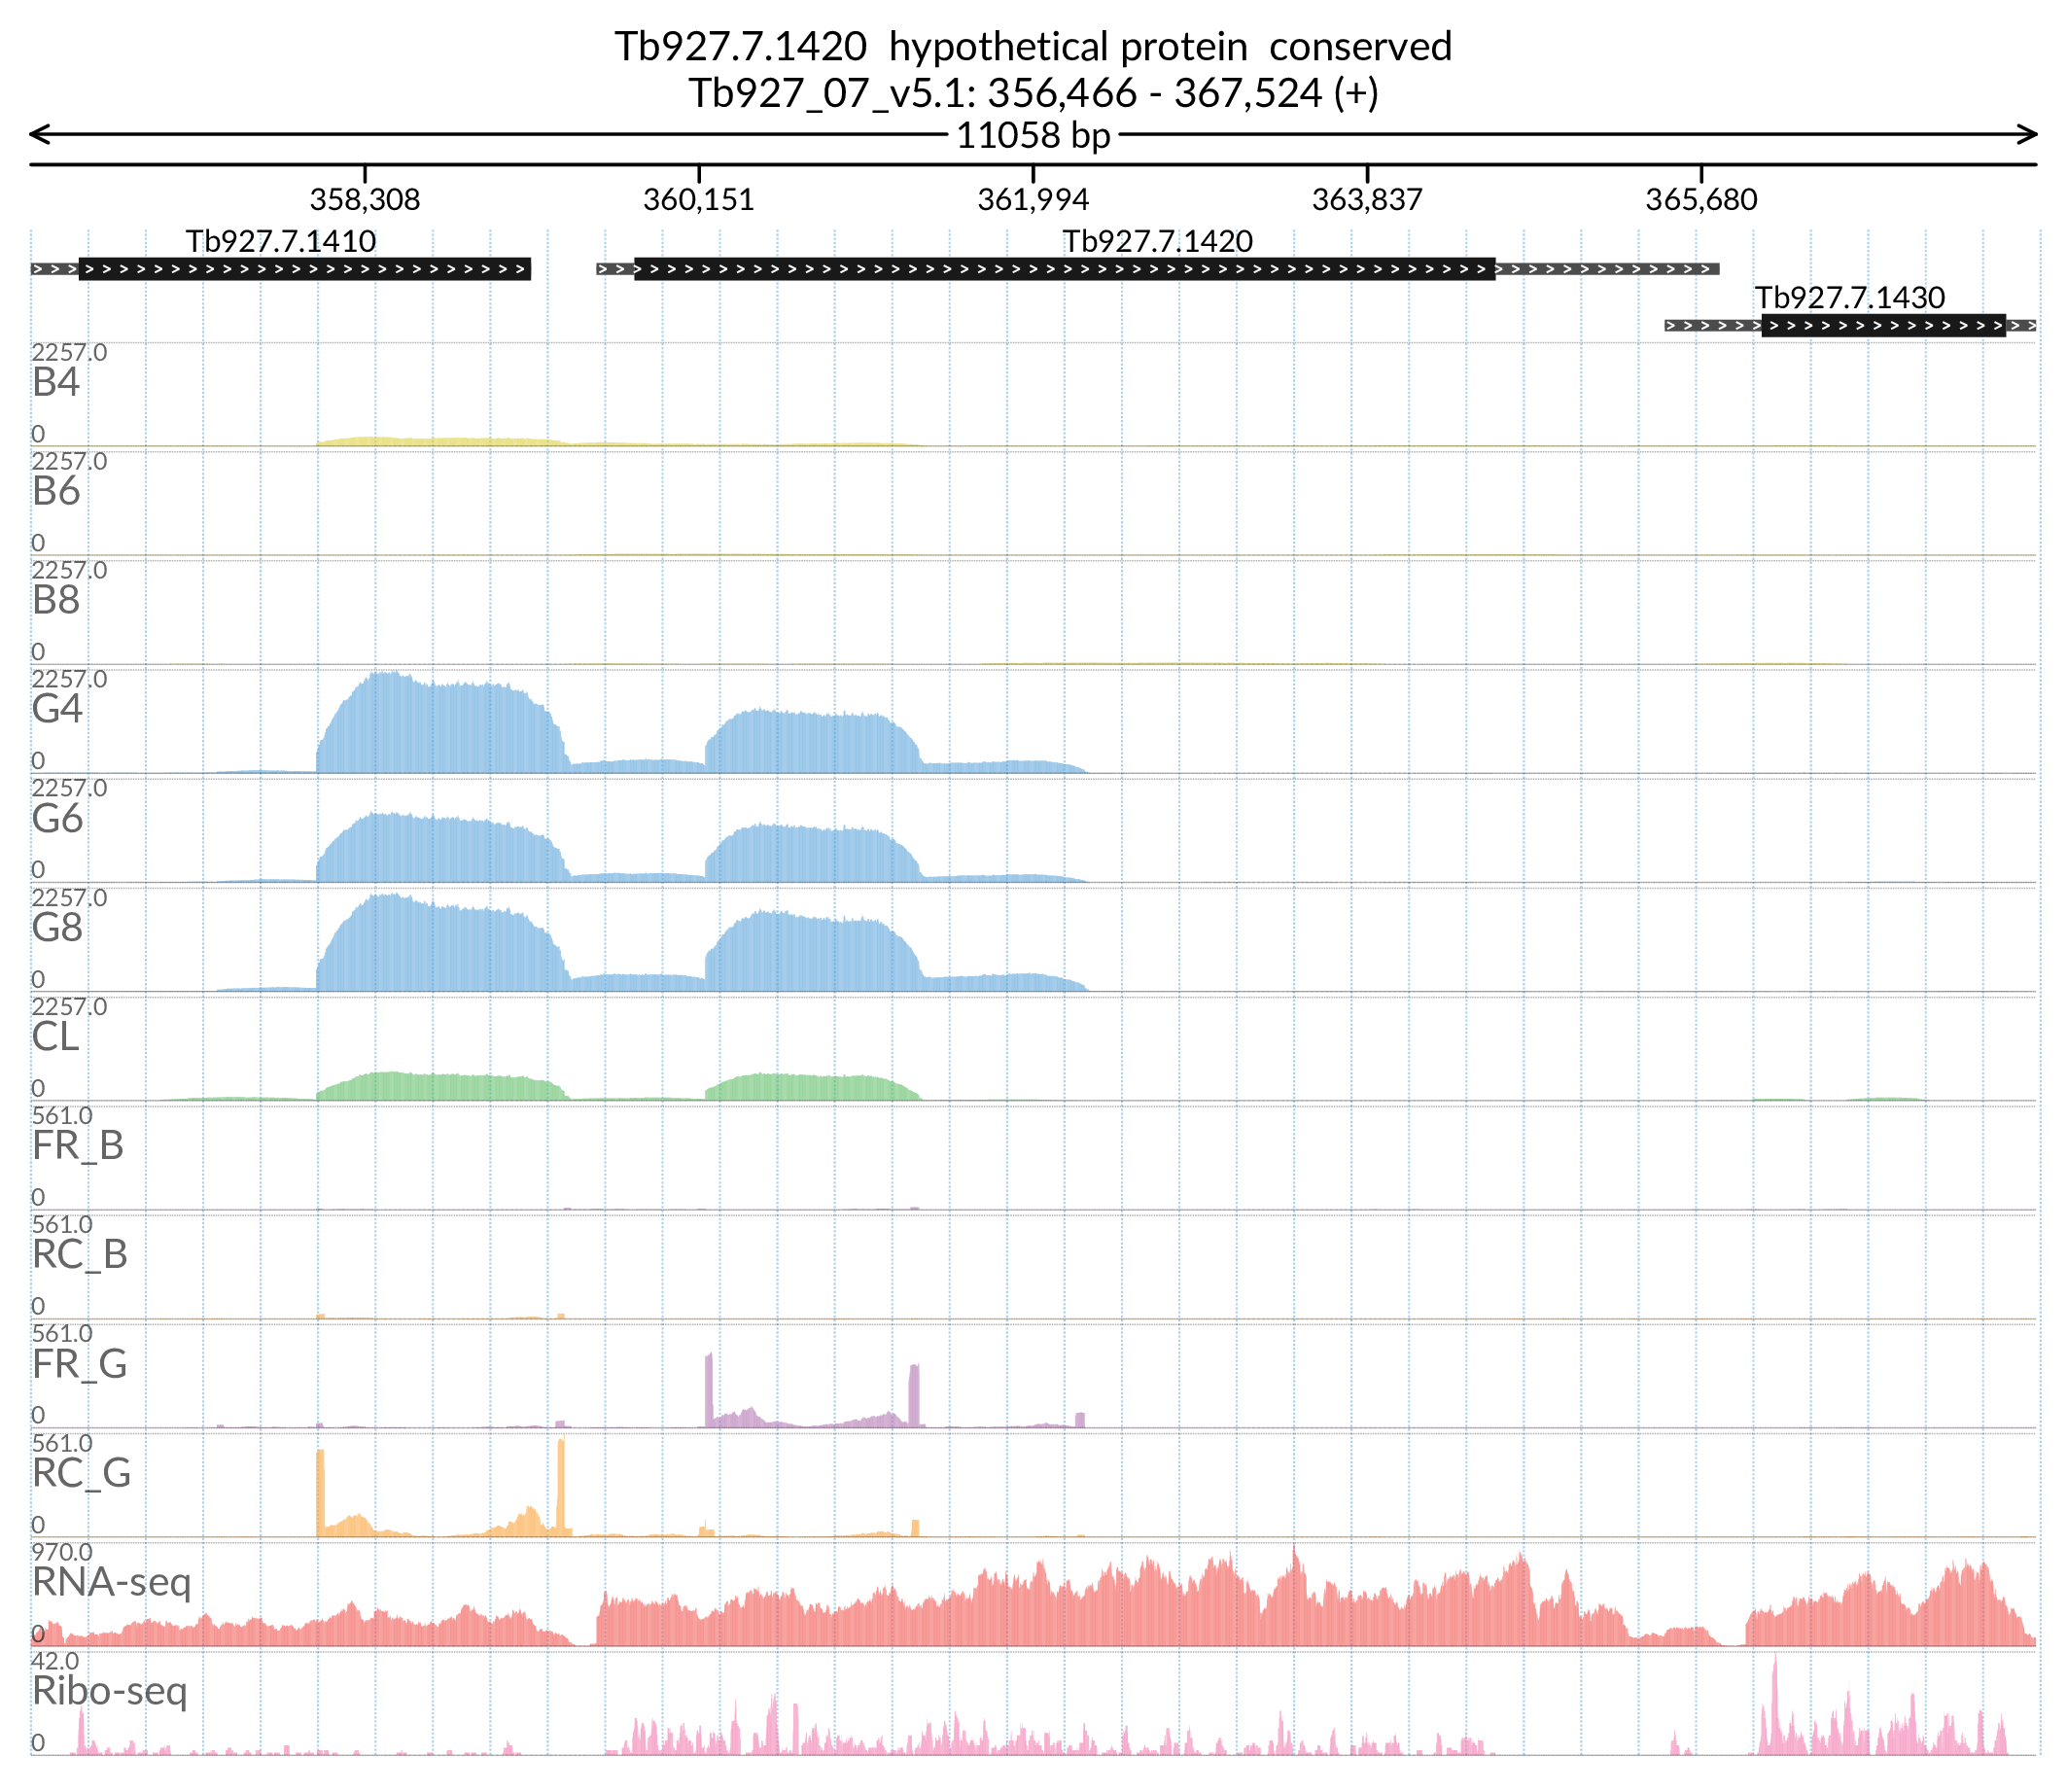 Tb927.7.1420 hypothetical protein conserved
Tb927_07_v5.1: 356,466 - 367,524 (+)
11058 bp
358,308 360,151 361,994 363,837 365,680
Tb927.7.1410 Tb927.7.1420
Tb927.7.1430
2257.0
B4
0
2257.0
B6
0
2257.0
B8
0
2257.0
G4
0
2257.0
G6
0
2257.0
G8
0
2257.0
CL
0
561.0
FR_B
0
561.0
RC_B
0
561.0
FR_G
0
561.0
RC_G
0
970.0
RNA-seq
0
42.0
Ribo-seq
0